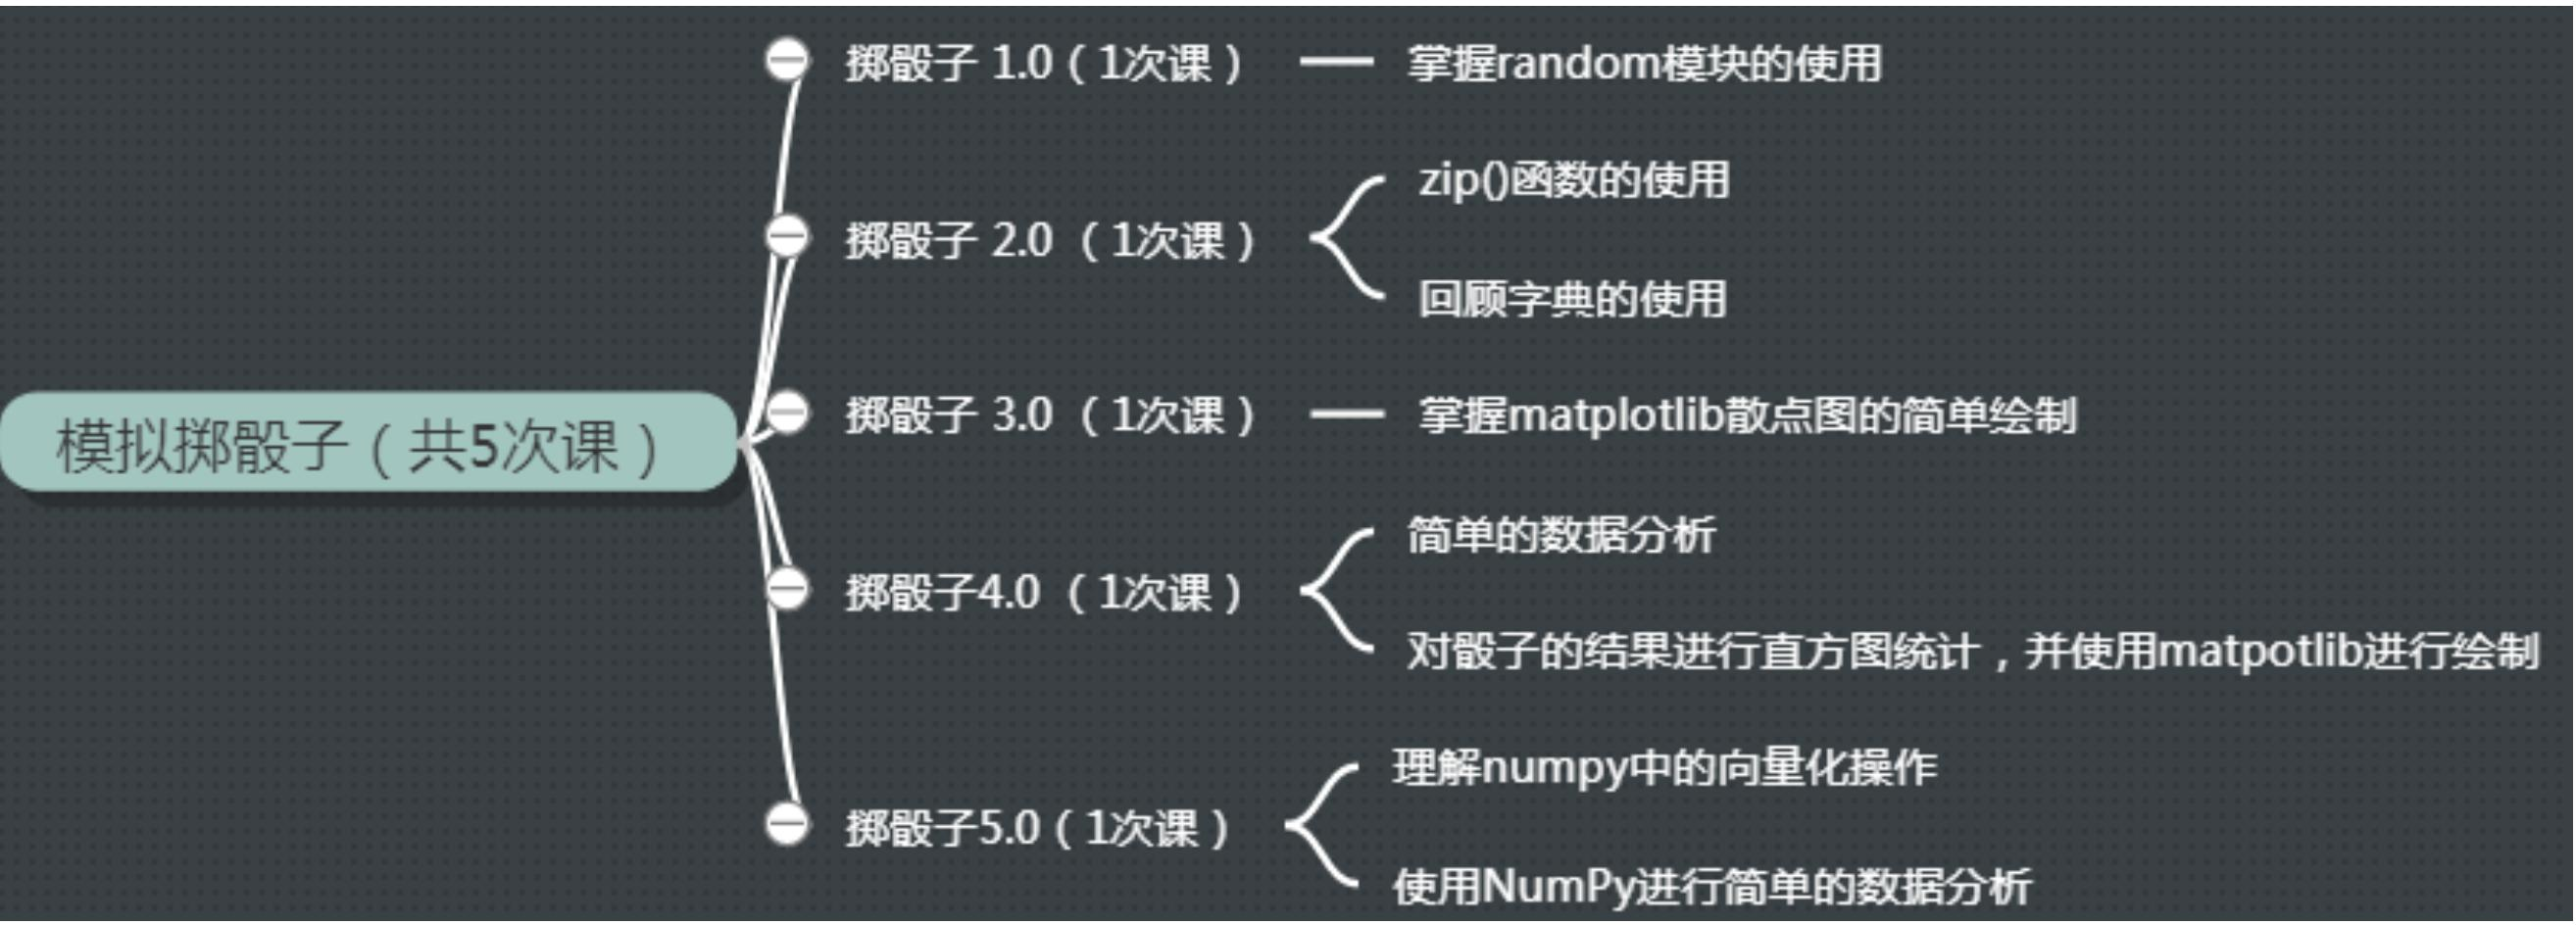 模拟掷骰子（共5次课）
掷骰子 1.0（1次课）
掌握random模块的使用
掷骰子 2.0 （1次课）
zip()函数的使用
回顾字典的使用
掷骰子 3.0 （1次课）
掌握matplotlib散点图的简单绘制
掷骰子4.0 （1次课）
简单的数据分析
对骰子的结果进行直方图统计，并使用matpotlib进行绘制
掷骰子5.0（1次课）
理解numpy中的向量化操作
使用NumPy进行简单的数据分析